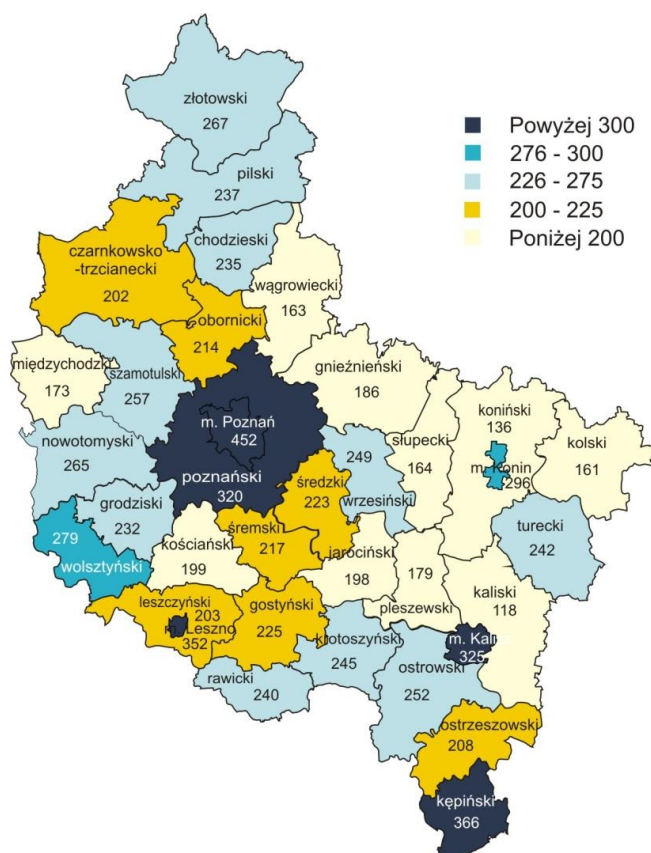 złotowski
267
Powyżej 300
276 - 300
226 - 275
200 - 225
Poniżej 200
pilski
237
chodzieski
235
czarnkowsko
-trzcianecki
202
wągrowiecki
163
obornicki
214
międzychodzki
173
szamotulski
257
gnieźnieński
186
koniński
136
m. Poznań
452
słupecki
164
kolski
161
nowotomyski
265
249
wrzesiński
m. Konin
296
poznański
320
średzki
223
grodziski
232
turecki
242
śremski
217
279
wolsztyński
kościański
199
jarociński
198
179
pleszewski
kaliski
118
leszczyński
203
m. Leszno
352
gostyński
225
krotoszyński
245
m. Kalisz
325
ostrowski
252
rawicki
240
ostrzeszowski
208
kępiński
366